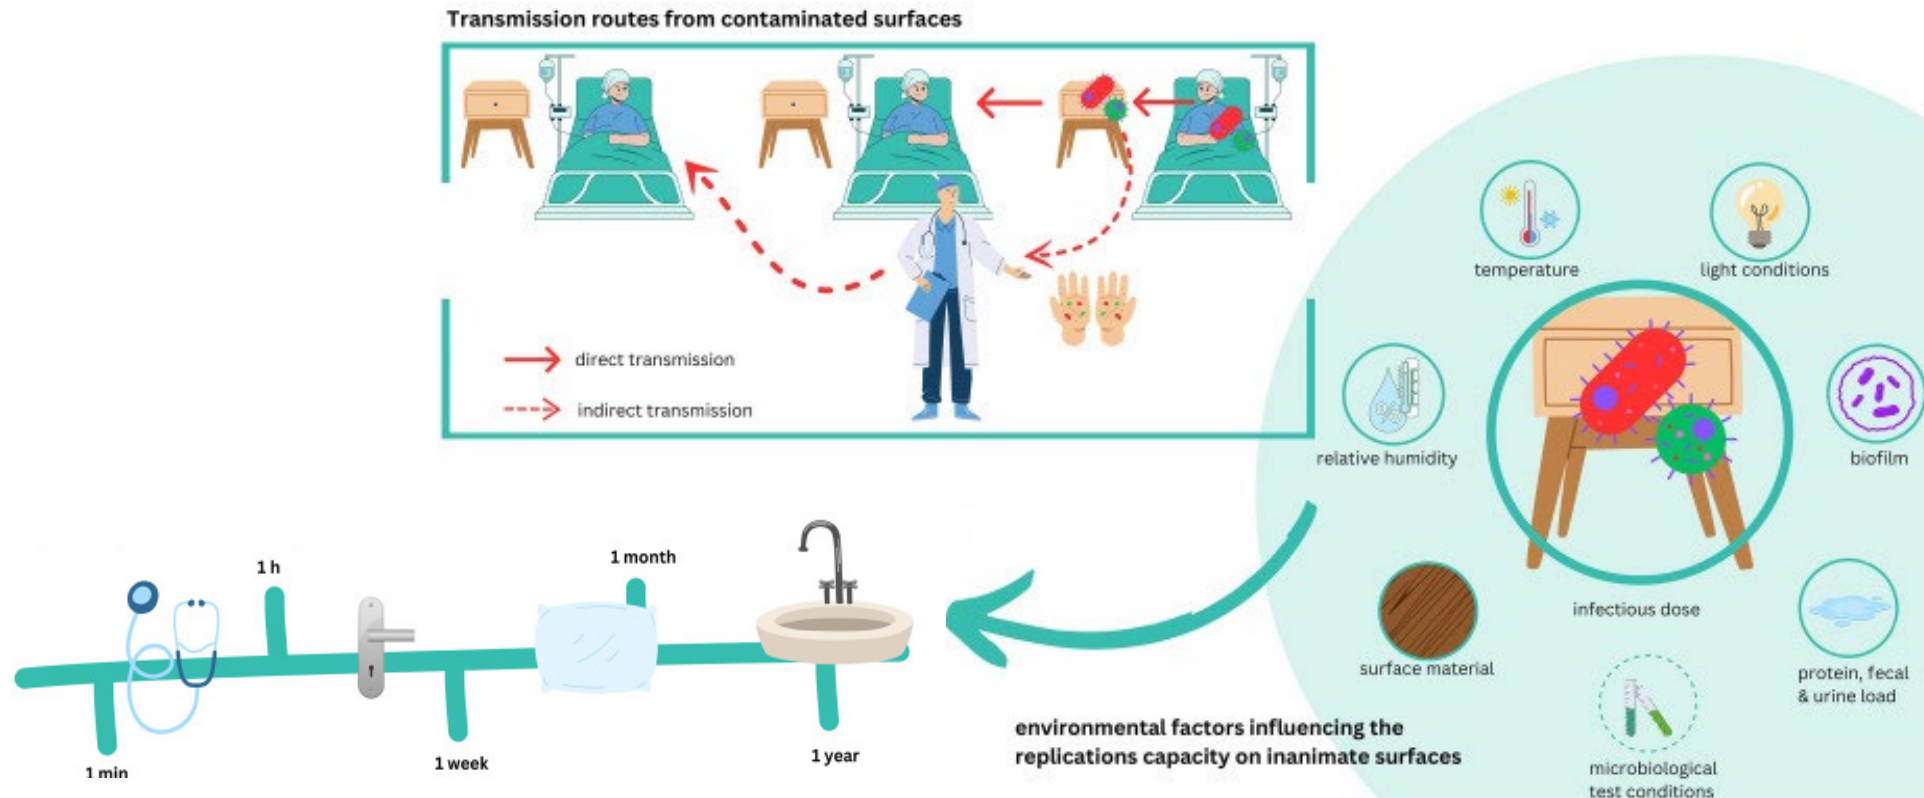 Transmission routes from contaminated surfaces
direct transmission
indirect transmission
temperature
light conditions
relative humidity
biofilm
infectious dose
surface material
protein, fecal
& urine load
microbiological
test conditions
environmental factors influencing the
replications capacity on inanimate surfaces
1 h
1 month
1 min
1 week
1 year
%